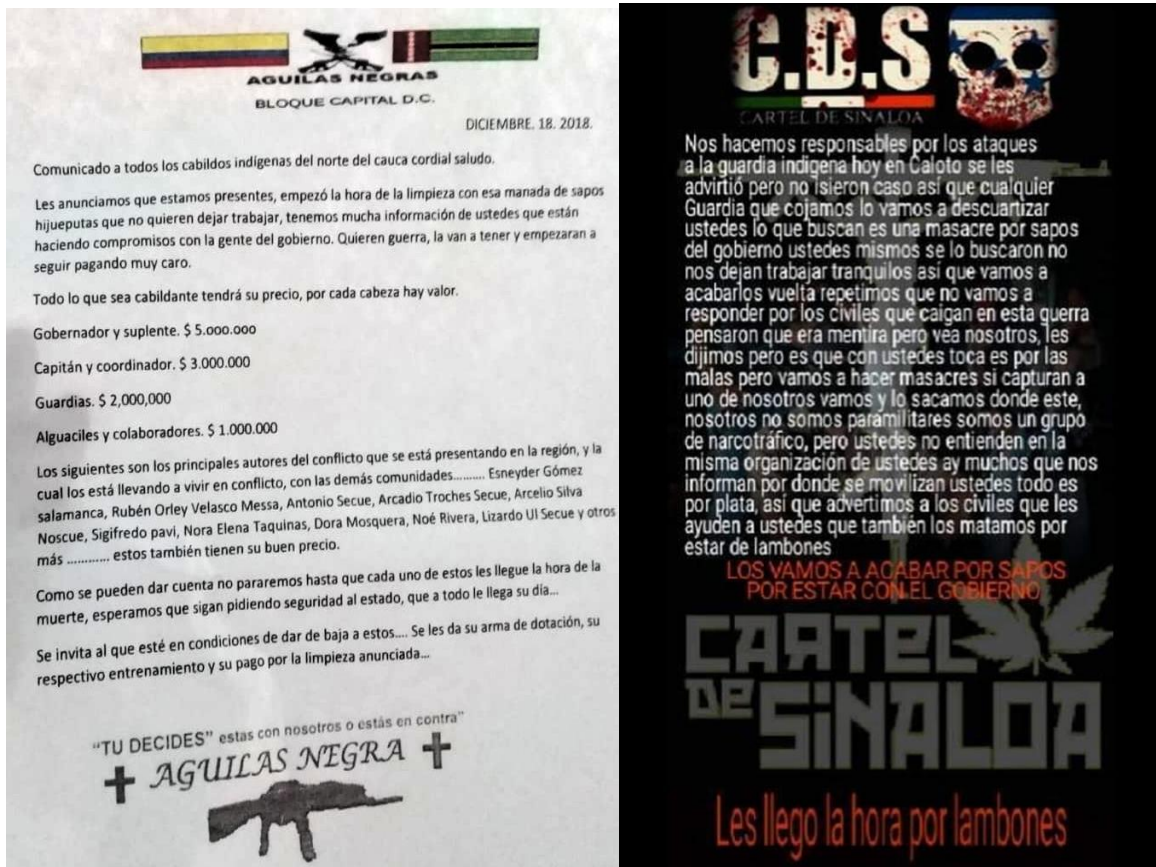 AGUILAS NEGRAS
BLOQUE CAPITAL D.C.
DICIEMBRE. 18. 2018.
Comunicado a todos los cabildos indígenas del norte del cauca cordial saludo.
Les anunciamos que estamos presentes, empezó la hora de la limpieza con esa manada de sapos
hijueputas que no quieren dejar trabajar, tenemos mucha información de ustedes que están
haciendo compromisos con la gente del gobierno. Quieren guerra, la van a tener y empezaran a
seguir pagando muy caro.
Todo lo que sea cabildante tendrá su precio, por cada cabeza hay valor.
Gobernador y suplente. $ 5.000.000
Capitán y coordinador. $ 3.000.000
Guardias. $ 2,000,000
Alguaciles y colaboradores. $ 1.000.000
Los siguientes son los principales autores del conflicto que se está presentando en la región, y la
cual los está llevando a vivir en conflicto, con las demás comunidades......... Esneyder Gómez
salamanca, Rubén Orley Velasco Messa, Antonio Secue, Arcadio Troches Secue, Arcelio Silva
Noscue, Sigifredo pavi, Nora Elena Taquinas, Dora Mosquera, Noé Rivera, Lizardo Ul Secue y otros
más ............ estos también tienen su buen precio.
Como se pueden dar cuenta no pararemos hasta que cada uno de estos les llegue la hora de la
muerte, esperamos que sigan pidiendo seguridad al estado, que a todo le llega su día...
Se invita al que esté en condiciones de dar de baja a estos.... Se les da su arma de dotación, su
respectivo entrenamiento y su pago por la limpieza anunciada...
"TU DECIDES" estas con nosotros o estás en contra"
AGUILAS NEGRA
C.D.S
CARTEL DE SINALOA
Nos hacemos responsables por los ataques
a la guardia indigena hoy en Caloto se les
advirtió pero no Isieron caso así que cualquier
Guardia que cojamos lo vamos a descuartizar
ustedes lo que buscan es una masacre por sapos
del gobierno ustedes mismos se lo buscaron no
nos dejan trabajar tranquilos así que vamos a
acabarlos vuelta repetimos que no vamos a
responder por los civiles que caigan en esta querra
pensaron que era mentira pero vea nosotros, les
dijimos pero es que con ustedes toca es por las
malas pero vamos a hacer masacres si capturan a
uno de nosotros vamos y lo sacamos donde este,
nosotros no somos paramilitares somos un grupo
de narcotráfico, pero ustedes no entienden en la
misma organización de ustedes ay muchos que nos
informan por donde se movilizan ustedes todo es
por plata, así que advertimos a los civiles que les
ayuden a ustedes que también los matamos por
estar de lambones
LOS VAMOS A ACABAR POR SAPOS
POR ESTAR CON EL GOBIERNO
CARTEL
DE SINALOA
Les llego la hora por lambones